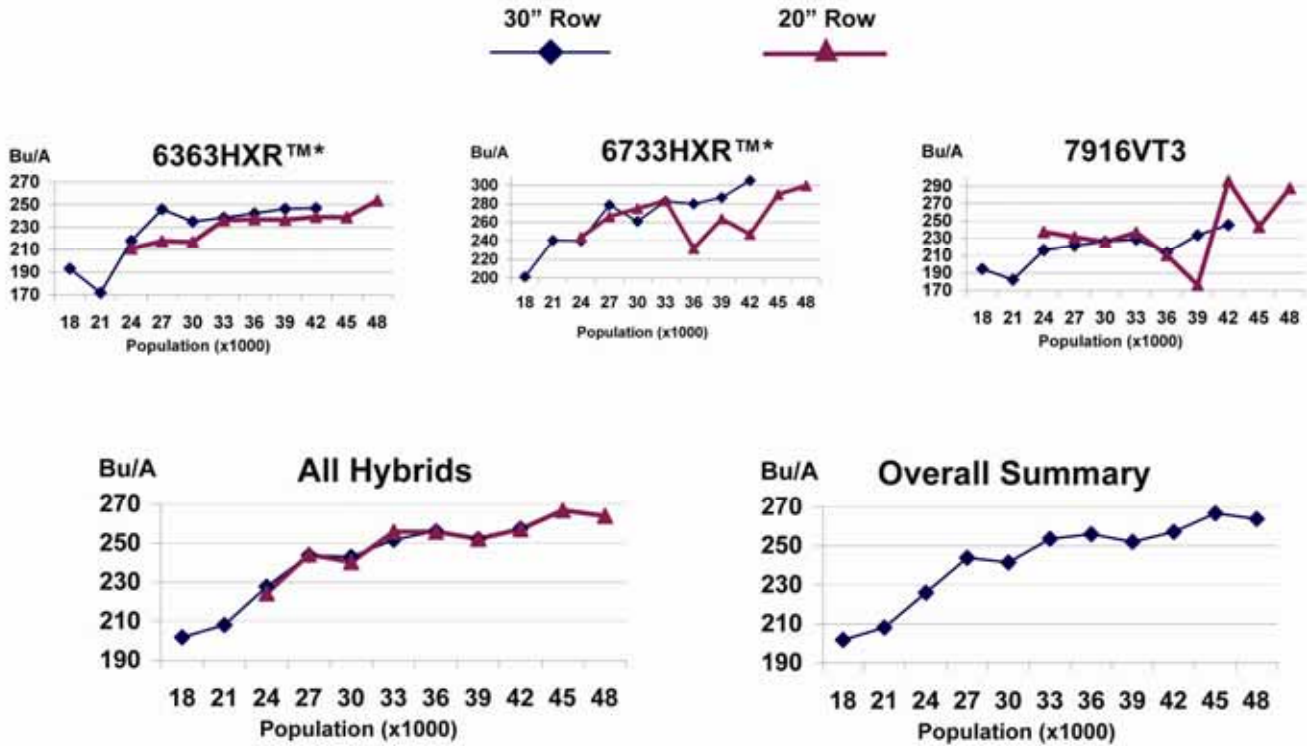 30” Row
20” Row
Bu/A
6363HXR™*
270
250
230
210
190
170
18 21 24 27 30 33 36 39 42 45 48
Population (x1000)
6733HXR™*
300
280
260
240
220
200
18 21 24 27 30 33 36 39 42 45 48
Population (x1000)
Bu/A
7916VT3
290
270
250
230
210
190
170
18 21 24 27 30 33 36 39 42 45 48
Population (x1000)
Bu/A
All Hybrids
270
250
230
210
190
18 21 24 27 30 33 36 39 42 45 48
Population (x1000)
Bu/A
Overall Summary
270
250
230
210
190
18 21 24 27 30 33 36 39 42 45 48
Population (x1000)